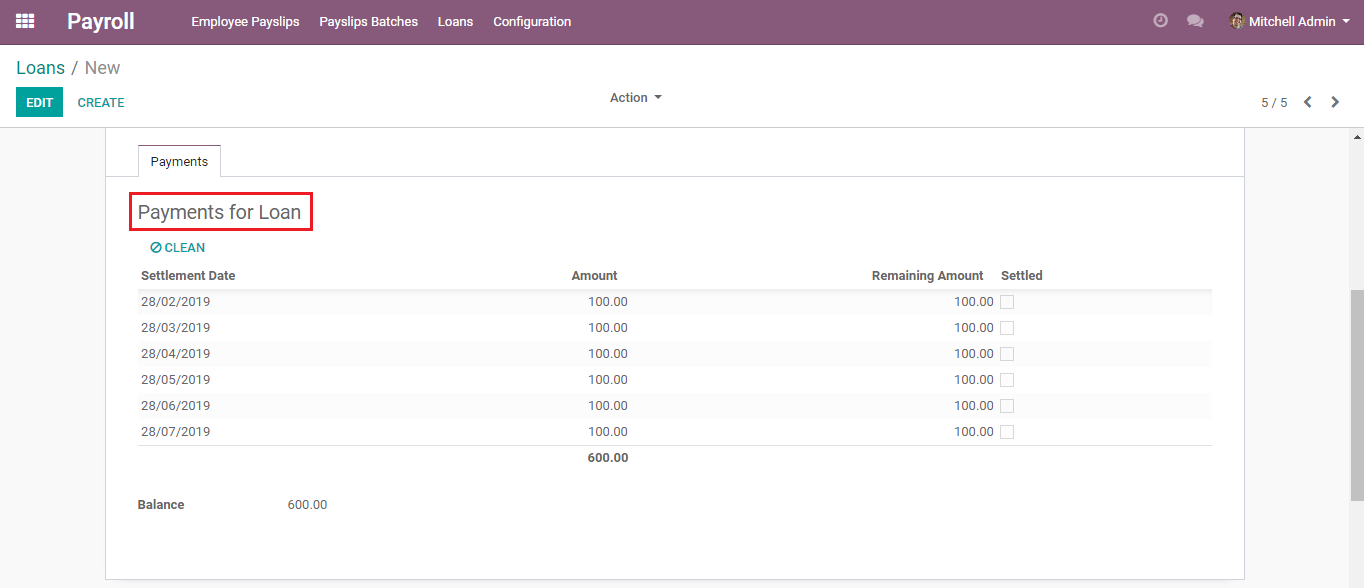 Payroll Employee Payslips Payslips Batches Loans Configuration Mitchell Admin
Loans / New
EDIT CREATE Action 5 / 5
Payments
Payments for Loan
CLEAN
Settlement Date Amount Remaining Amount Settled
28/02/2019 100.00 100.00
28/03/2019 100.00 100.00
28/04/2019 100.00 100.00
28/05/2019 100.00 100.00
28/06/2019 100.00 100.00
28/07/2019 100.00 100.00
600.00
Balance 600.00